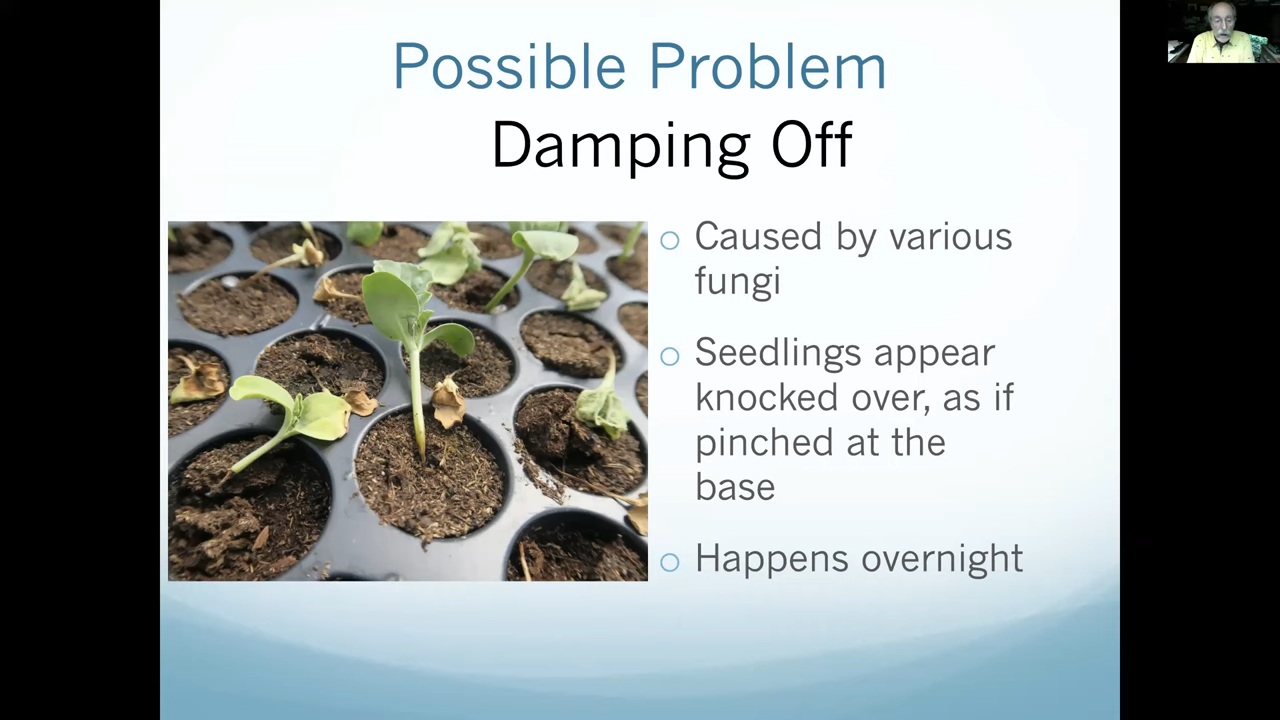 Possible Problem
Damping Off
Caused by various
fungi
Seedlings appear
knocked over, as if
pinched at the
base
Happens overnight